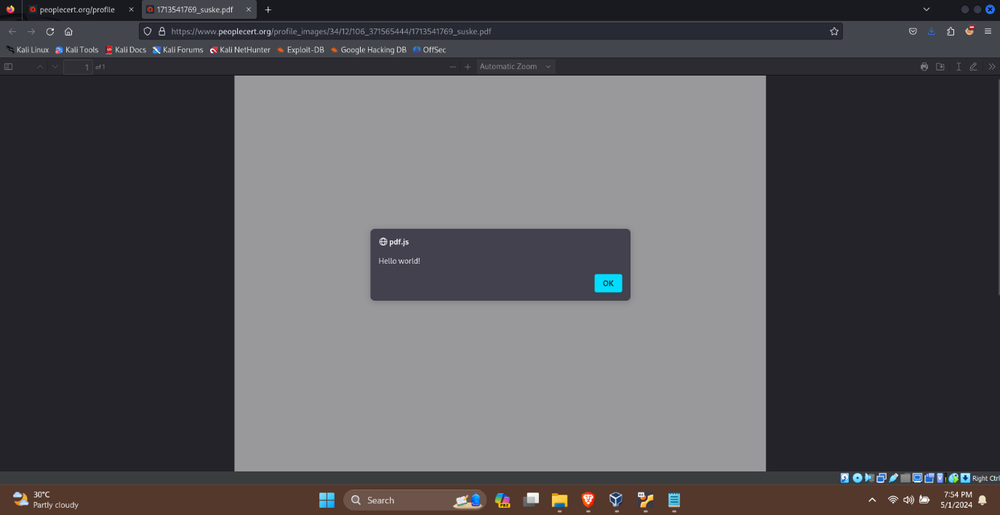 peoplecert.org/profile
1713541769_suske.pdf
https://www.peoplecert.org/profile_images/34/12/106_371565444/1713541769_suske.pdf
Kali Linux Kali Tools Kali Docs Kali Forums Kali NetHunter Exploit-DB Google Hacking DB OffSec
1 of 1 Automatic Zoom
pdf.js
Hello world!
OK
Right Ctrl
30°C
Partly cloudy
Search
PRE
7:54 PM
5/1/2024